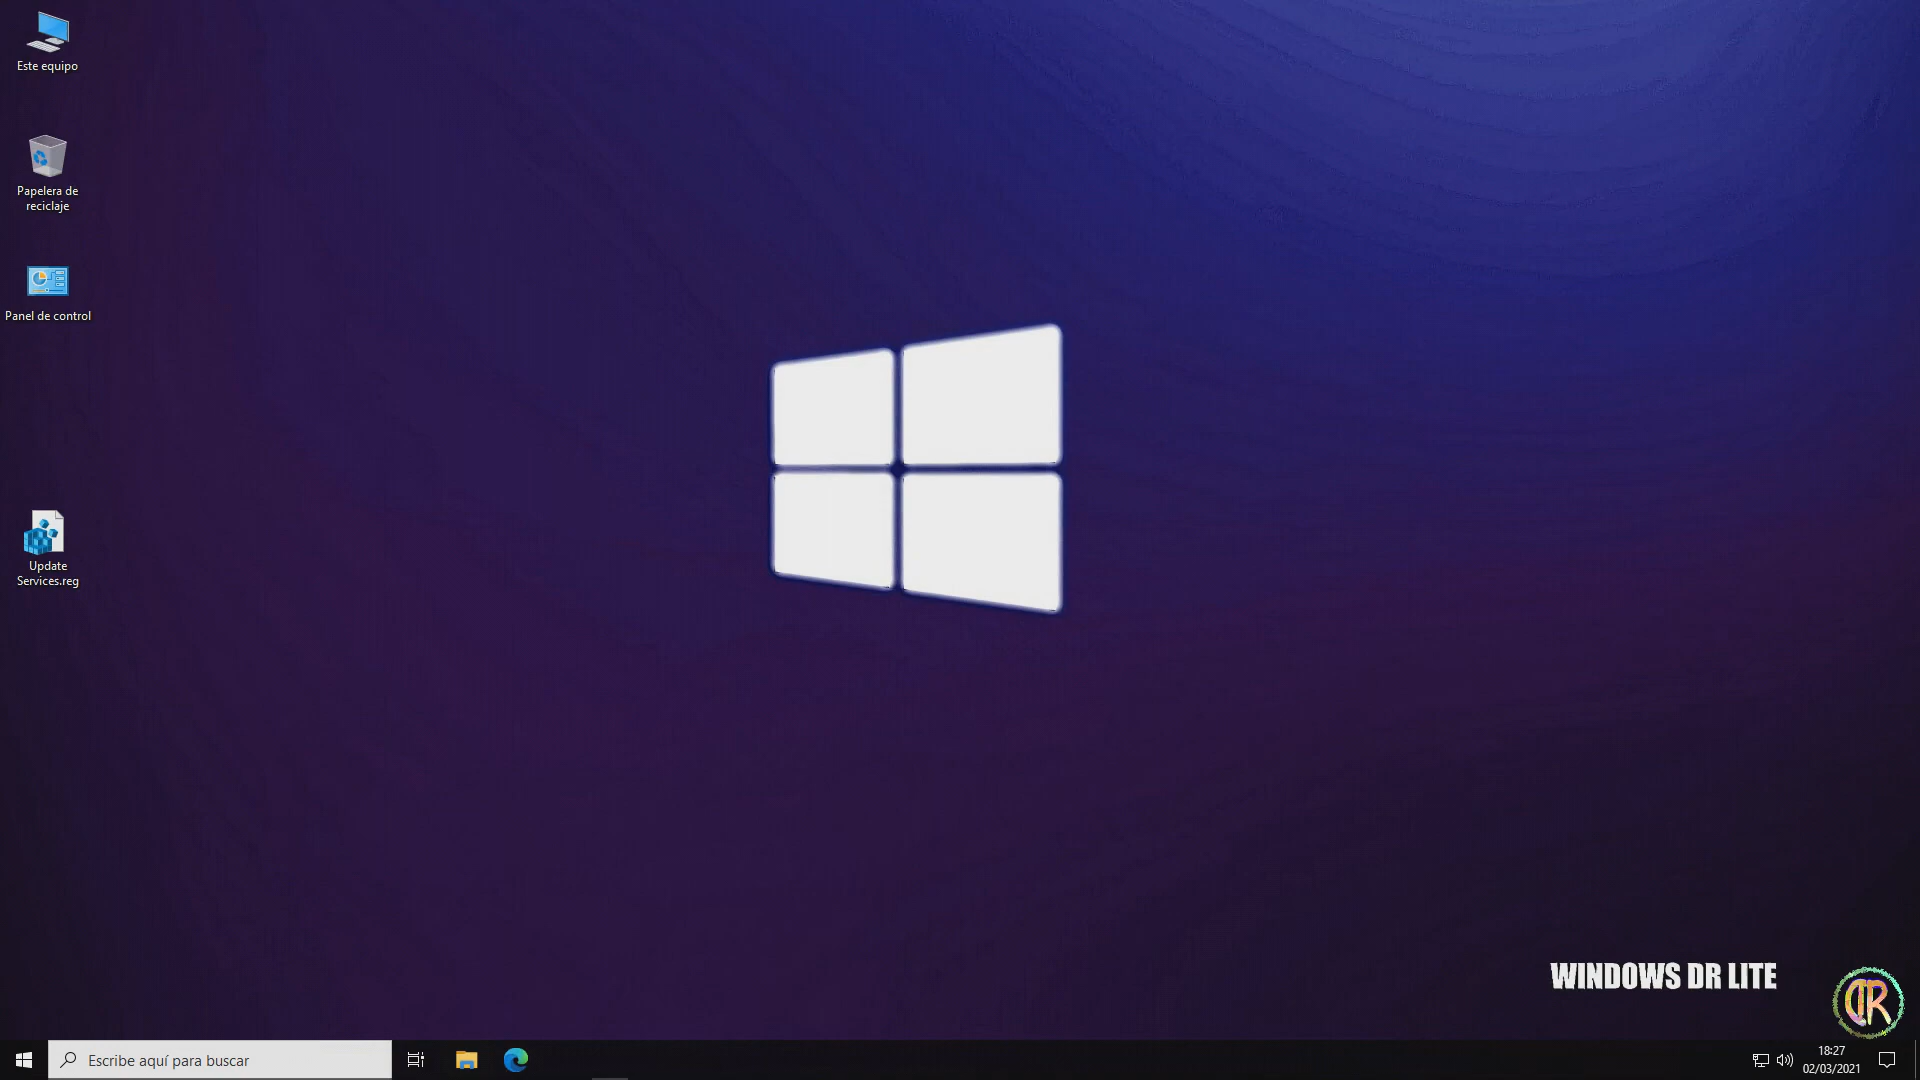 Este equipo
Papelera de
reciclaje
Panel de control
Update
Services.reg
WINDOWS DR LITE
DR
Escribe aquí para buscar
18:27
02/03/2021